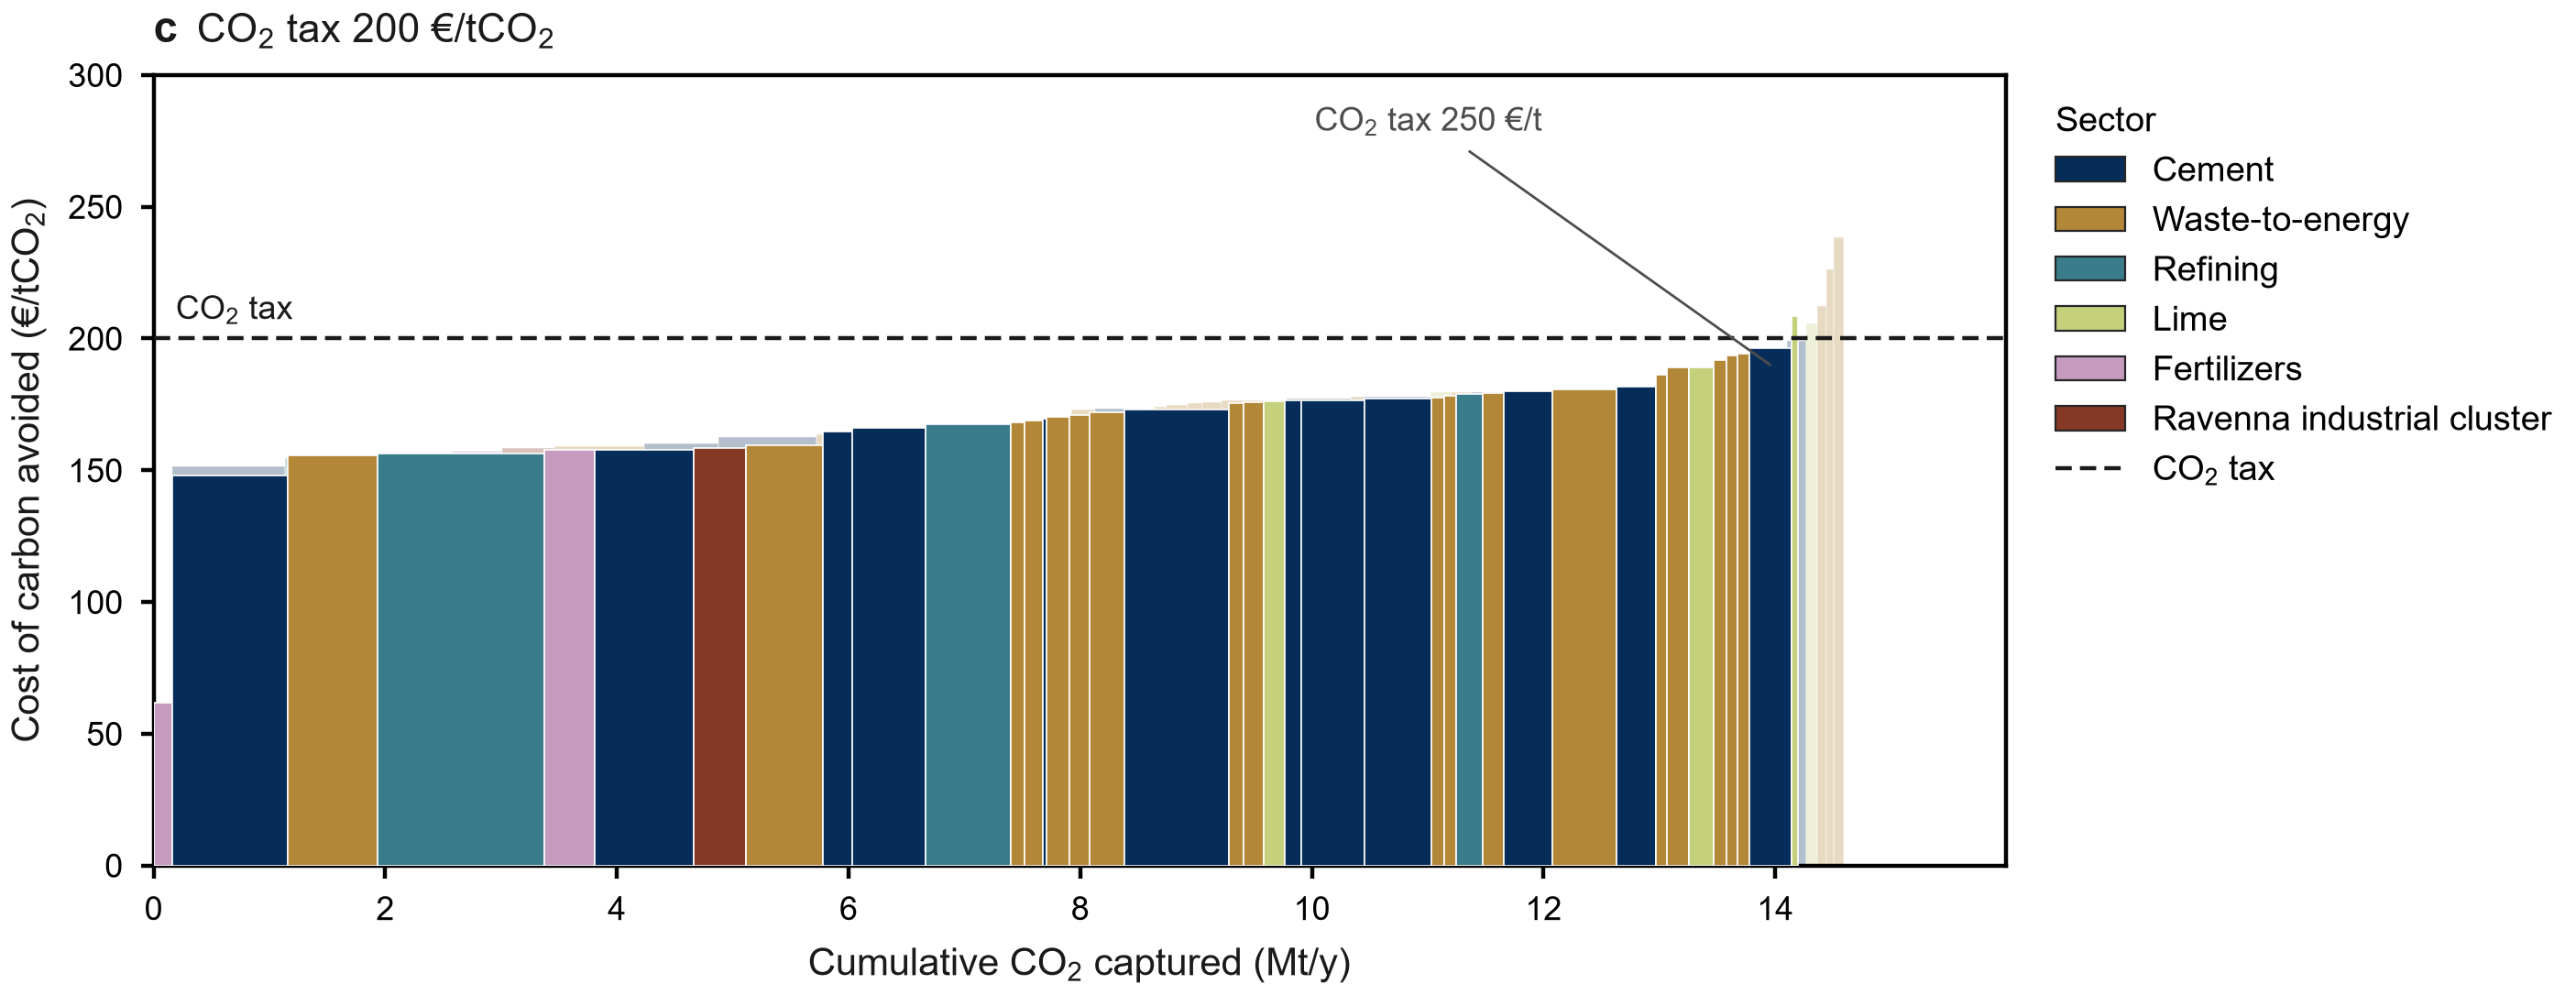 c CO₂ tax 200 €/tCO₂
300
250
200
150
100
50
0
Cost of carbon avoided (€/tCO₂)
CO₂ tax 250 €/t
CO₂ tax
0 2 4 6 8 10 12 14
Cumulative CO₂ captured (Mt/y)
Sector
Cement
Waste-to-energy
Refining
Lime
Fertilizers
Ravenna industrial cluster
CO₂ tax